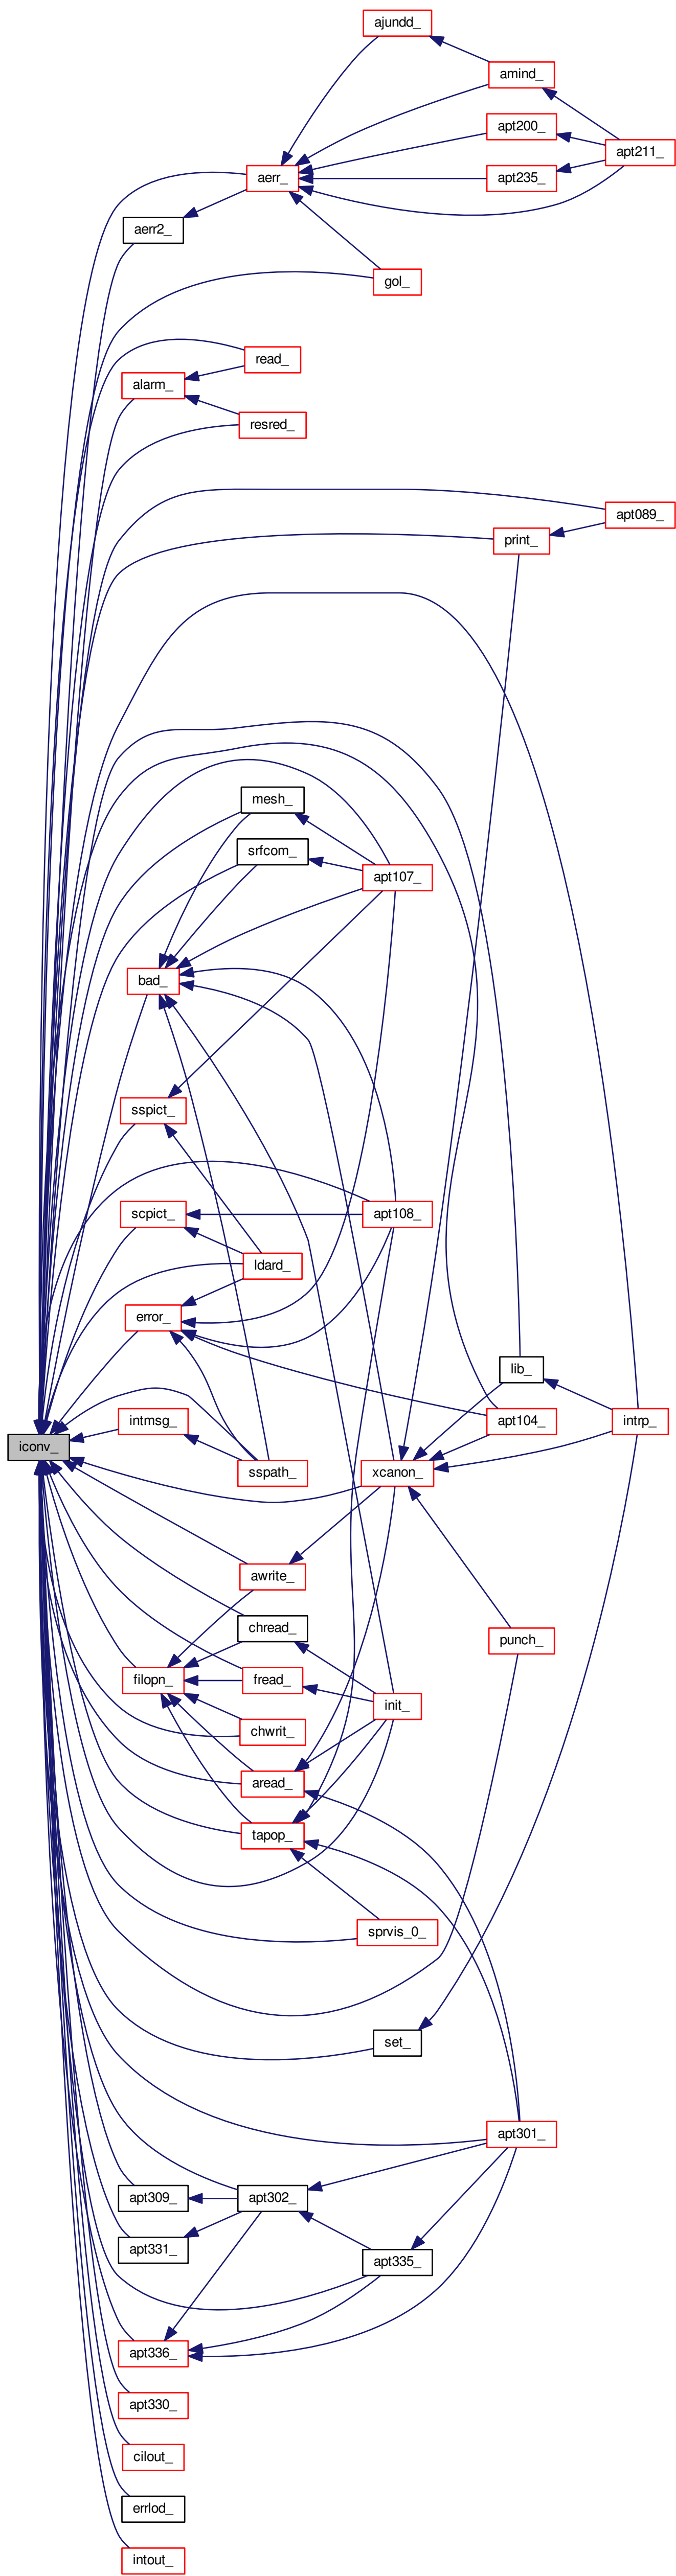 ajundd_
amind_
apt200_
apt211_
aerr_
apt235_
aerr2_
gol_
read_
alarm_
resred_
apt089_
print_
mesh_
srfcom_
apt107_
bad_
sspict_
scpict_
apt108_
ldard_
error_
lib_
intmsg_
apt104_
intrp_
iconv_
sspath_
xcanon_
awrite_
chread_
punch_
filopn_
fread_
init_
chwrit_
aread_
tapop_
sprvis_0_
set_
apt301_
apt309_
apt302_
apt331_
apt335_
apt336_
apt330_
cilout_
errlod_
intout_